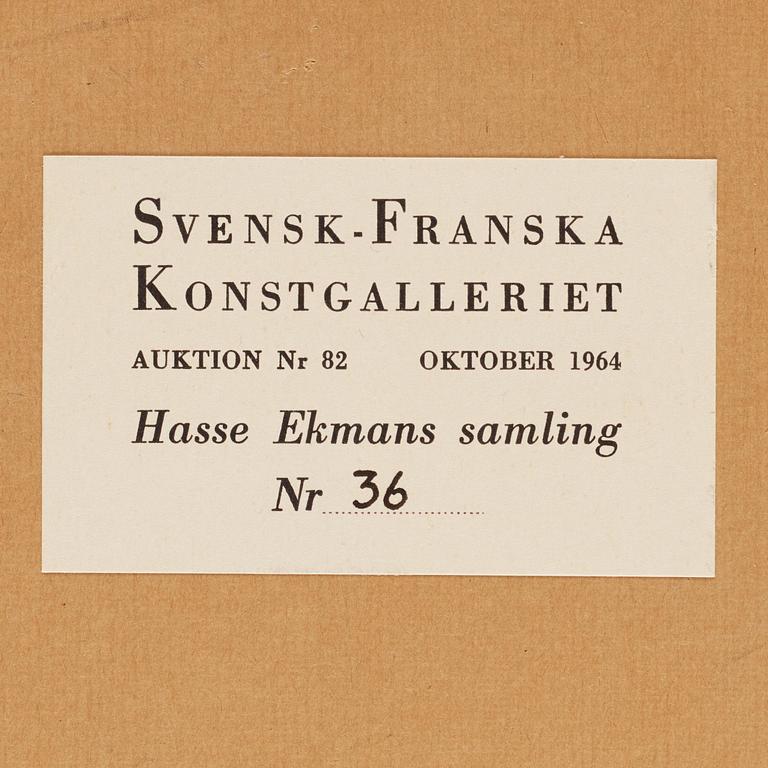 SVENSK-FRANSKA
KONSTGALLERIET
AUKTION Nr 82 OKTOBER 1964
Hasse Ekmans samling
Nr 36